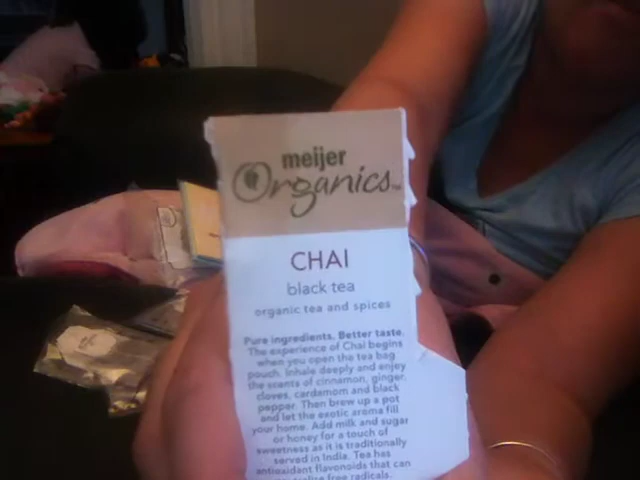 meijer
Organics
CHAI
black tea
organic tea and spices
Pure ingredients. Better taste.
The experience of Chai begins
when you open the tea bag
pouch. Inhale deeply and enjoy
the scents of cinnamon, ginger,
cloves, cardamom and black
pepper. Then brew up a pot
and let the exotic aroma fill
your home. Add milk and sugar
or honey for a touch of
sweetness as it is traditionally
served in India. Tea has
antioxidant flavonoids that can
free radicals.